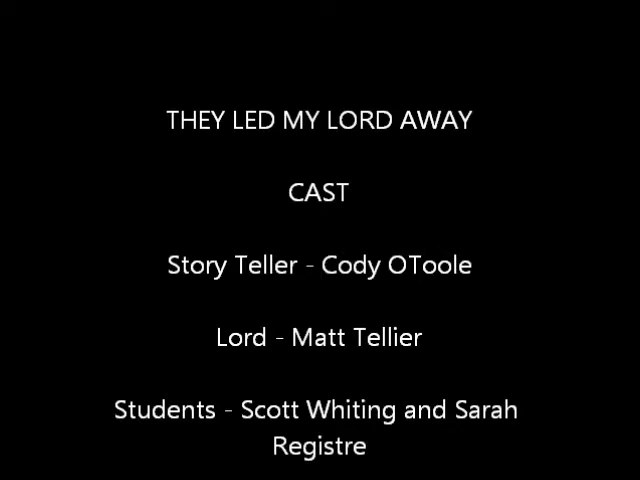 THEY LED MY LORD AWAY
CAST
Story Teller - Cody OToole
Lord - Matt Tellier
Students - Scott Whiting and Sarah
Registre